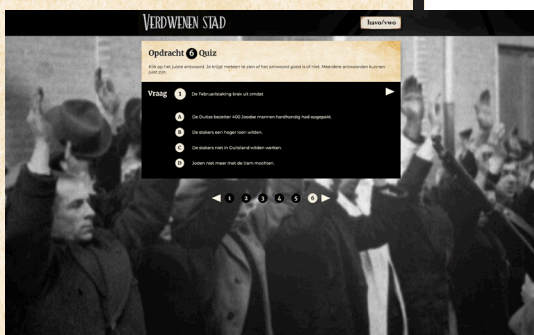 VERDWENEN STAD
havo/vwo
Opdracht 6 Quiz
Klik op het juiste antwoord. Je krijgt meteen te zien of het antwoord goed is of niet. Meerdere antwoorden kunnen
juist zijn.
Vraag 1 De Februaristaking brak uit omdat
A De Duitse bezetter 400 Joodse mannen hardhandig had opgepakt.
B De stakers een hoger loon wilden.
C De stakers niet in Duitsland wilden werken.
D Joden niet meer met de tram mochten.
1 2 3 4 5 6